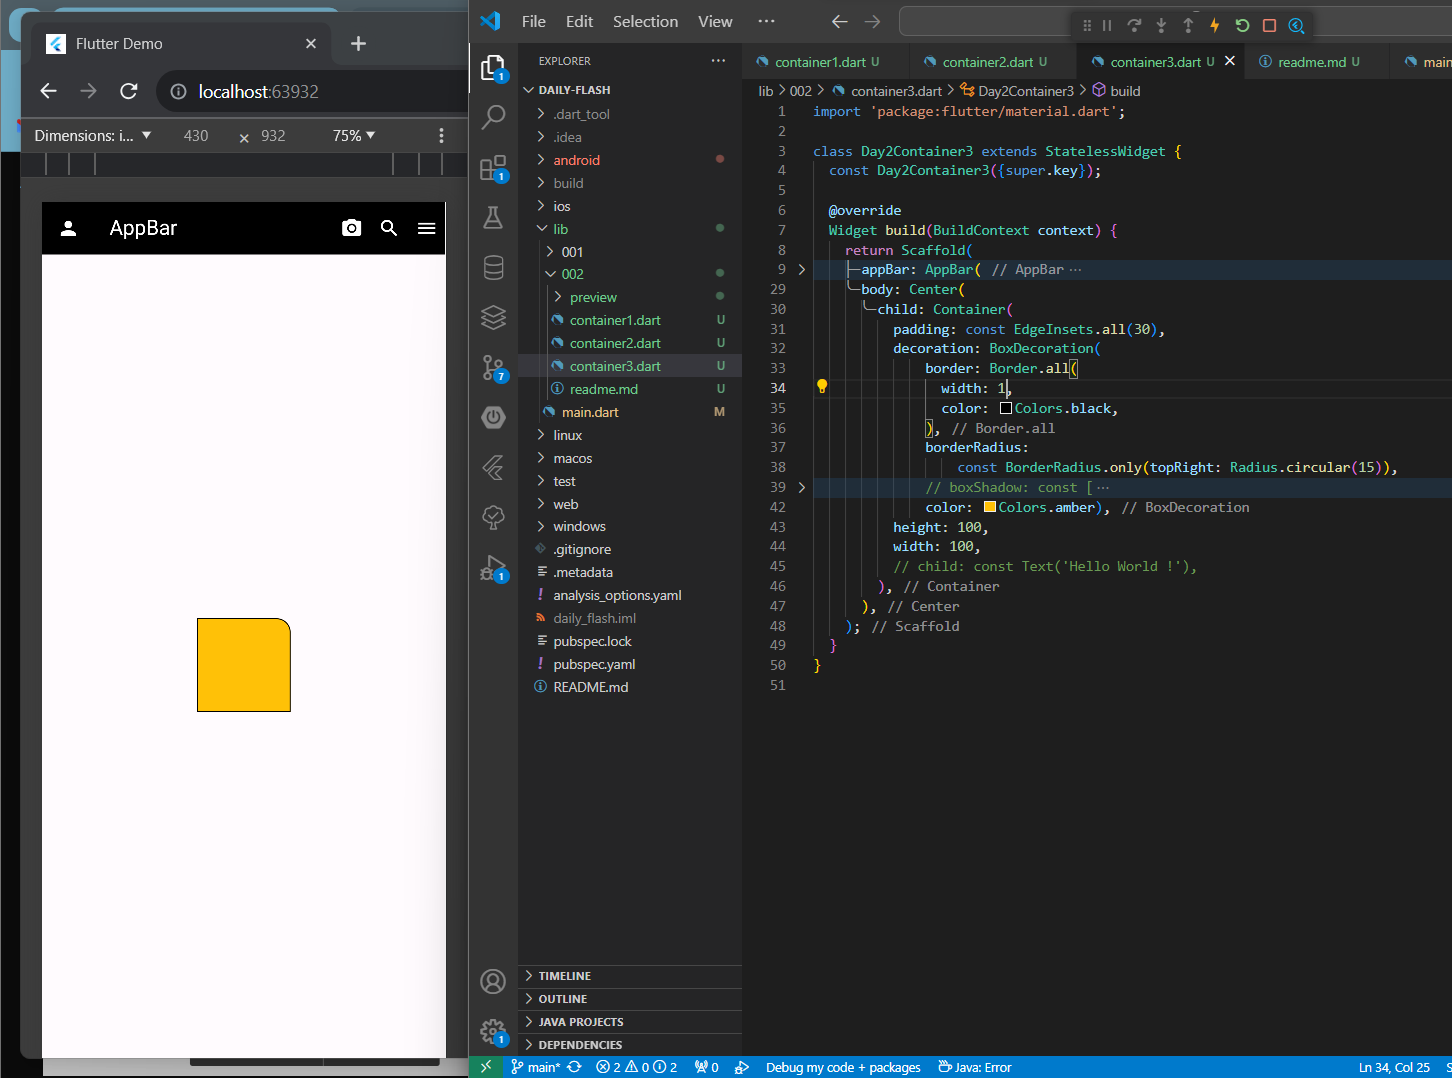 Flutter Demo
localhost:63932
Dimensions: i... 430 × 932 75%
AppBar
File Edit Selection View ···
EXPLORER
DAILY-FLASH
.dart_tool
.idea
android
build
ios
lib
001
002
preview
container1.dart U
container2.dart U
container3.dart U
readme.md U
main.dart M
linux
macos
test
web
windows
.gitignore
.metadata
analysis_options.yaml
daily_flash.iml
pubspec.lock
pubspec.yaml
README.md
TIMELINE
OUTLINE
JAVA PROJECTS
DEPENDENCIES
1
1
7
1
1
container1.dart U container2.dart U container3.dart U readme.md U main
lib > 002 > container3.dart > Day2Container3 > build
1 import 'package:flutter/material.dart';
2
3 class Day2Container3 extends StatelessWidget {
4 const Day2Container3({super.key});
5
6 @override
7 Widget build(BuildContext context) {
8 return Scaffold(
9 appBar: AppBar( // AppBar ···
29 body: Center(
30 child: Container(
31 padding: const EdgeInsets.all(30),
32 decoration: BoxDecoration(
33 border: Border.all(
34 width: 1,
35 color: Colors.black,
36 ), // Border.all
37 borderRadius:
38 const BorderRadius.only(topRight: Radius.circular(15)),
39 // boxShadow: const [ ···
42 color: Colors.amber), // BoxDecoration
43 height: 100,
44 width: 100,
45 // child: const Text('Hello World !'),
46 ), // Container
47 ), // Center
48 ); // Scaffold
49 }
50 }
51
main* 2 0 2 0 Debug my code + packages Java: Error Ln 34, Col 25